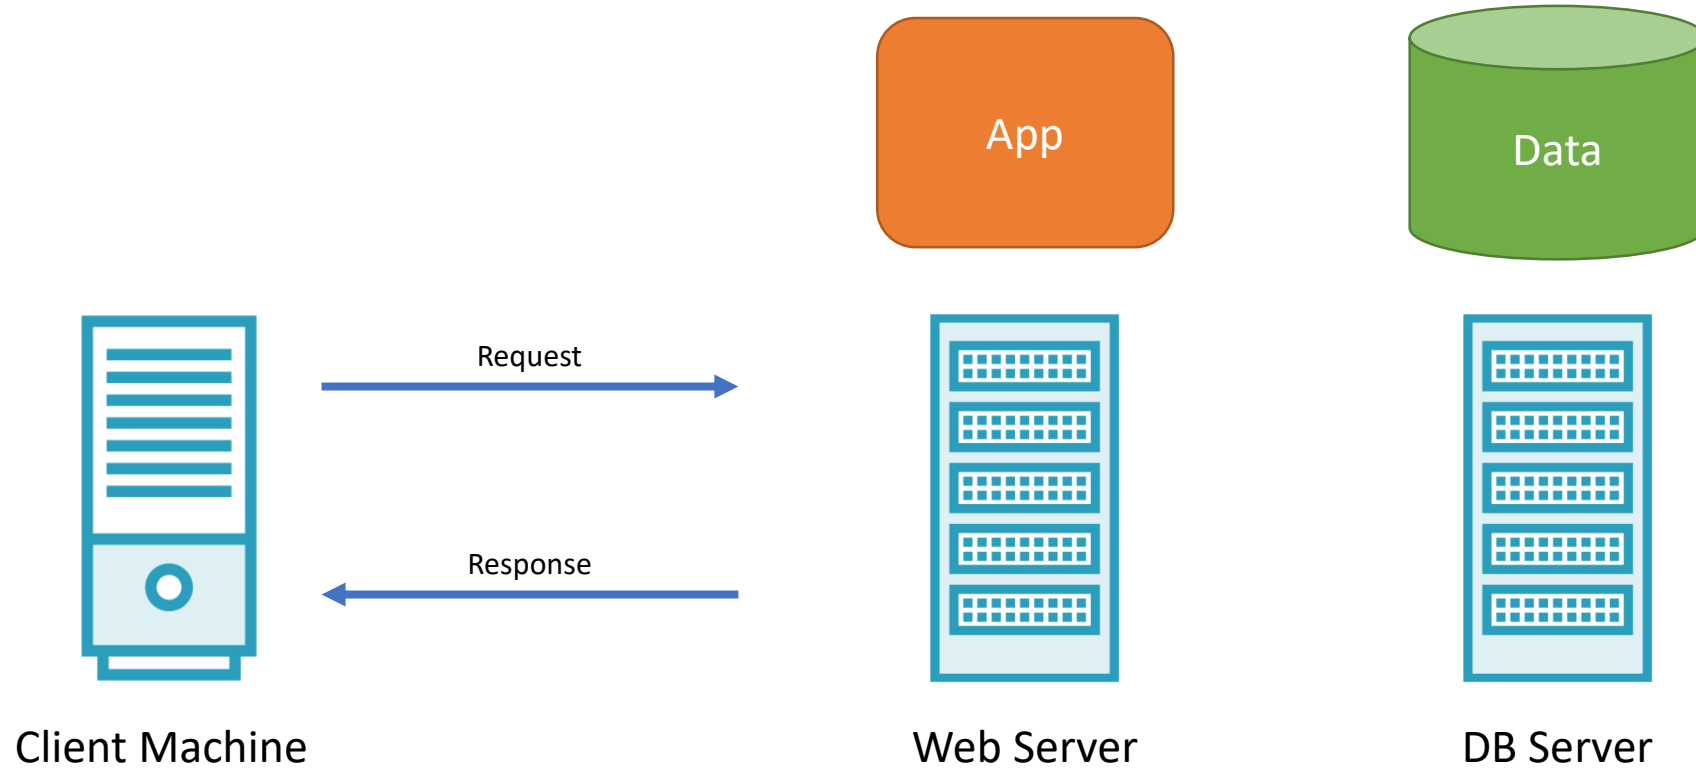 App
Data
Request
Response
Client Machine
Web Server
DB Server